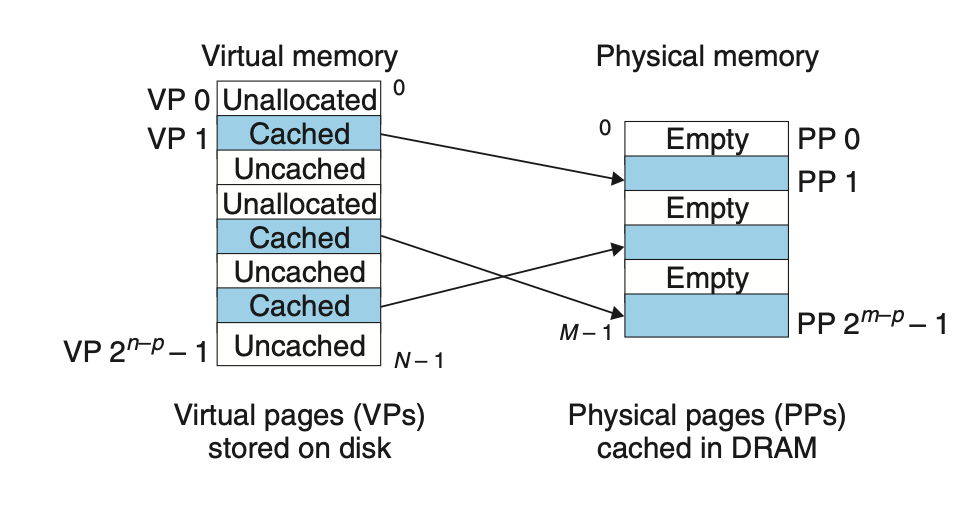 Virtual memory
Physical memory
VP 0
Unallocated
0
VP 1
Cached
Uncached
Unallocated
Cached
Uncached
Cached
VP 2ⁿ⁻ᵖ – 1
Uncached
N – 1
0
Empty
PP 0
PP 1
Empty
Empty
M – 1
PP 2ᵐ⁻ᵖ – 1
Virtual pages (VPs)
stored on disk
Physical pages (PPs)
cached in DRAM